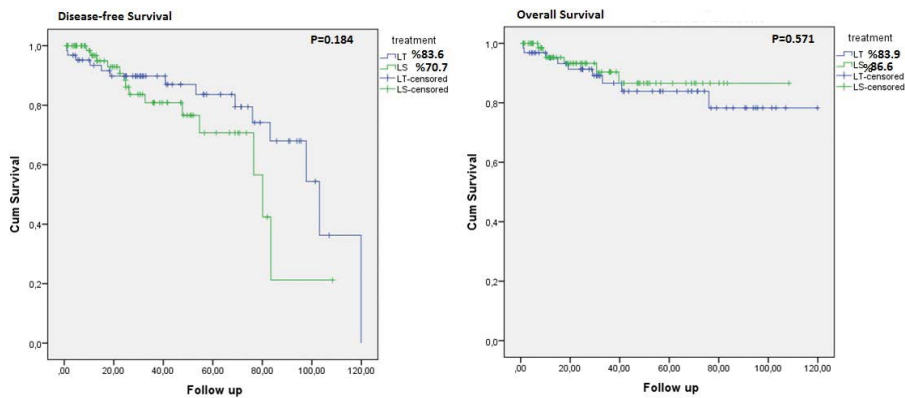 Disease-free Survival
P=0.184
treatment
LT %83.6
LS %70.7
LT-censored
LS-censored
1,0
0,8
0,6
0,4
0,2
0,0
Cum Survival
,00
20,00
40,00
60,00
80,00
100,00
120,00
Follow up
Overall Survival
P=0.571
treatment
LT %83.9
LS %86.6
LT-censored
LS-censored
1,0
0,8
0,6
0,4
0,2
0,0
Cum Survival
,00
20,00
40,00
60,00
80,00
100,00
120,00
Follow up